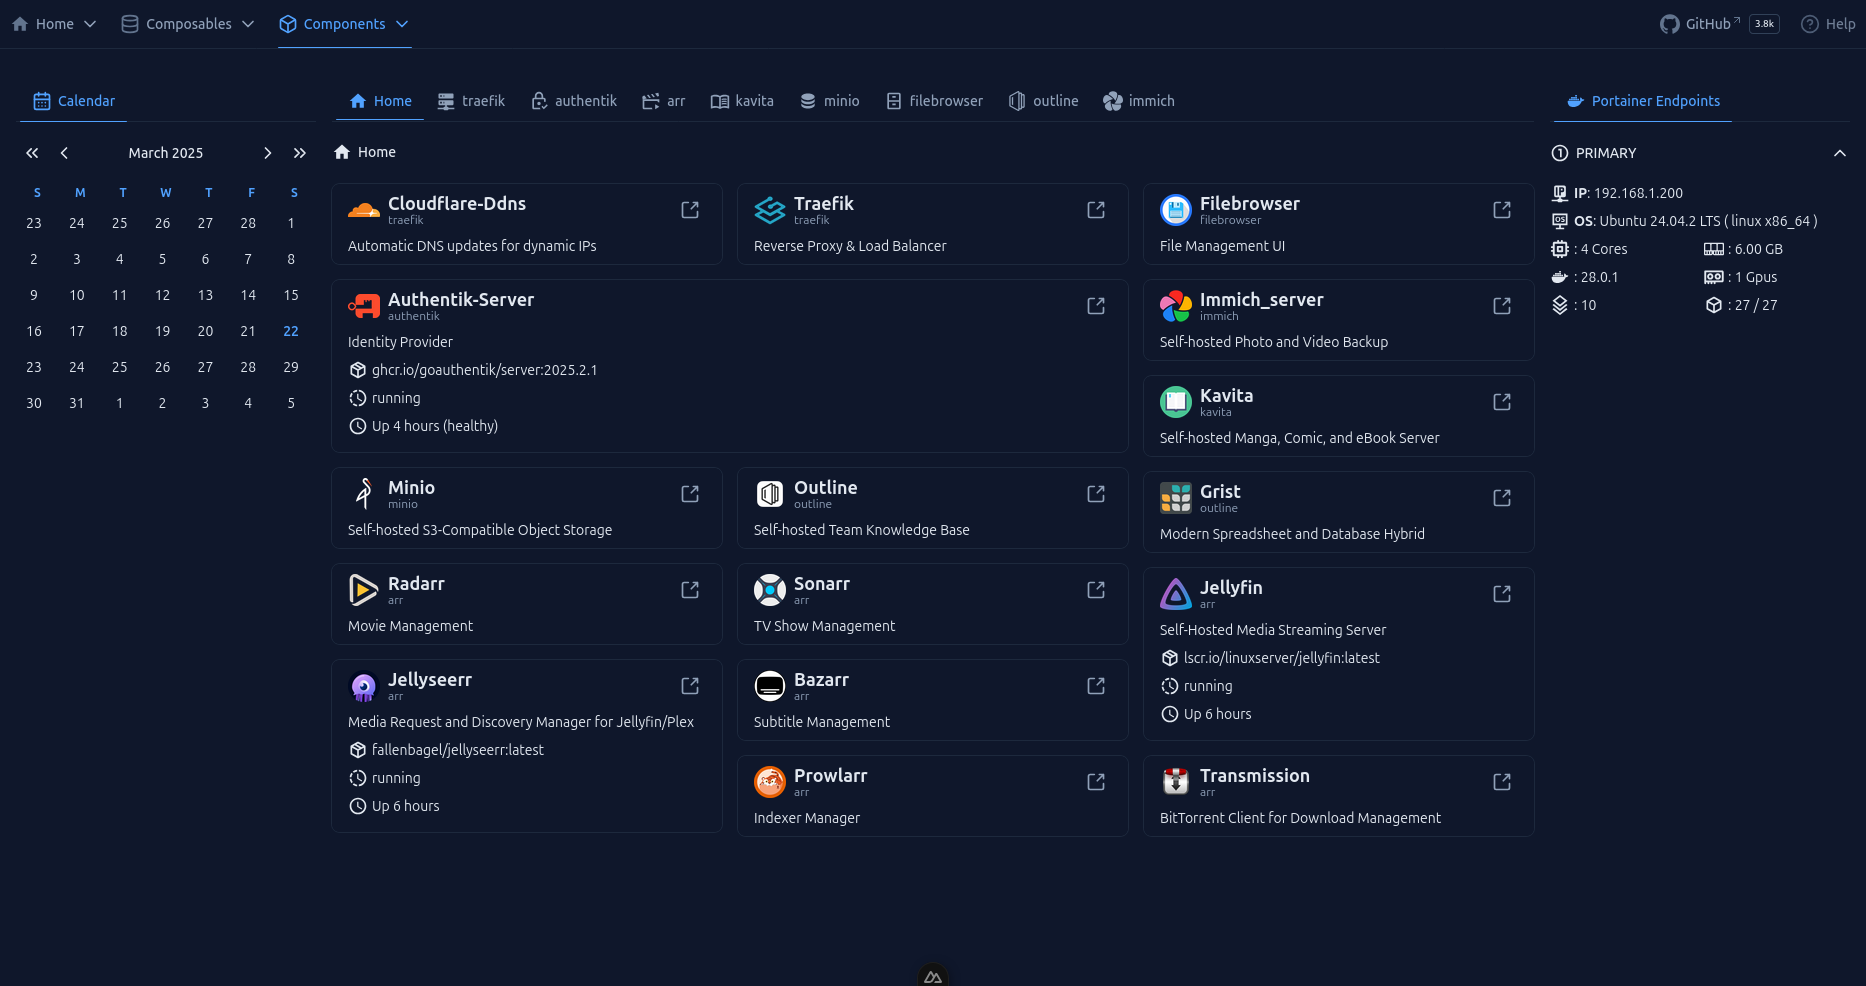 Home
Composables
Components
GitHub
3.8k
Help
Calendar
March 2025
S M T W T F S
23 24 25 26 27 28 1
2 3 4 5 6 7 8
9 10 11 12 13 14 15
16 17 18 19 20 21 22
23 24 25 26 27 28 29
30 31 1 2 3 4 5
Home
traefik
authentik
arr
kavita
minio
filebrowser
outline
immich
Home
Cloudflare-Ddns
traefik
Automatic DNS updates for dynamic IPs
Traefik
traefik
Reverse Proxy & Load Balancer
Filebrowser
filebrowser
File Management UI
Authentik-Server
authentik
Identity Provider
ghcr.io/goauthentik/server:2025.2.1
running
Up 4 hours (healthy)
Immich_server
immich
Self-hosted Photo and Video Backup
Kavita
kavita
Self-hosted Manga, Comic, and eBook Server
Minio
minio
Self-hosted S3-Compatible Object Storage
Outline
outline
Self-hosted Team Knowledge Base
Grist
outline
Modern Spreadsheet and Database Hybrid
Radarr
arr
Movie Management
Sonarr
arr
TV Show Management
Jellyfin
arr
Self-Hosted Media Streaming Server
lscr.io/linuxserver/jellyfin:latest
running
Up 6 hours
Jellyseerr
arr
Media Request and Discovery Manager for Jellyfin/Plex
fallenbagel/jellyseerr:latest
running
Up 6 hours
Bazarr
arr
Subtitle Management
Prowlarr
arr
Indexer Manager
Transmission
arr
BitTorrent Client for Download Management
Portainer Endpoints
PRIMARY
IP: 192.168.1.200
OS: Ubuntu 24.04.2 LTS ( linux x86_64 )
: 4 Cores
: 6.00 GB
: 28.0.1
: 1 Gpus
: 10
: 27 / 27